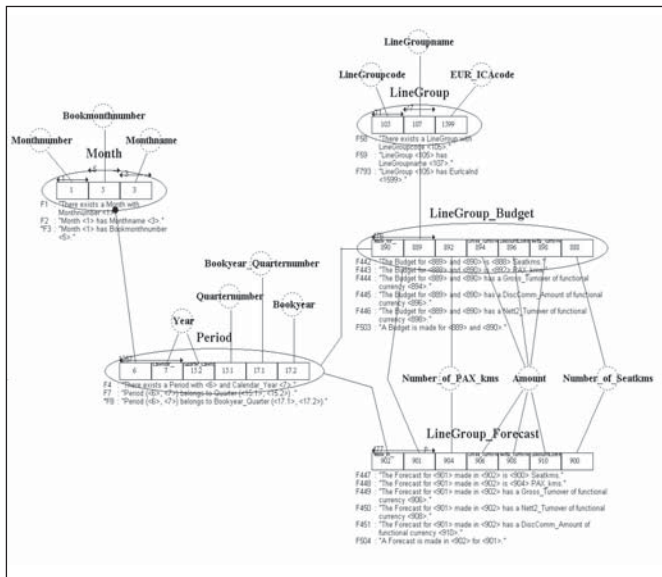 LineGroupname
LineGroupcode
EUR_ICAcode
LineGroup
103 107 1399
F58 : "There exists a LineGroup with
LineGroupcode <105>."
F59 : "LineGroup <105> has
LineGroupname <107>."
F793 : "LineGroup <105> has EuricaInd
<1599>."
Bookmonthnumber
Monthnumber
Monthname
Month
1 5 3
F1 : "There exists a Month with
Monthnumber <1>."
F2 : "Month <1> has Monthname <3>."
*F3 : "Month <1> has Bookmonthnumber
<5>."
LineGroup_Budget
890 889 892 894 896 898 888
F442 : "The Budget for <889> and <890> is <888> Seatkms."
F443 : "The Budget for <889> and <890> is <892> PAX_kms."
F444 : "The Budget for <889> and <890> has a Gross_Turnover of functional
currency <894>."
F445 : "The Budget for <889> and <890> has a DiscComm_Amount of functional
currency <896>."
F446 : "The Budget for <889> and <890> has a Nett2_Turnover of functional
currency <898>."
F503 : "A Budget is made for <889> and <890>."
Bookyear_Quarternumber
Quarternumber
Bookyear
Year
Period
6 7 15.2 15.1 17.1 17.2
F4 : "There exists a Period with <6> and Calendar_Year <7>."
F7 : "Period (<6>, <7>) belongs to Quarter (<15.1>, <15.2>)."
*F8 : "Period (<6>, <7>) belongs to Bookyear_Quarter (<17.1>, <17.2>)."
Number_of_PAX_kms
Amount
Number_of_Seatkms
LineGroup_Forecast
902 901 904 906 908 910 900
F447 : "The Forecast for <901> made in <902> is <900> Seatkms."
F448 : "The Forecast for <901> made in <902> is <904> PAX_kms."
F449 : "The Forecast for <901> made in <902> has a Gross_Turnover of functional
currency <906>."
F450 : "The Forecast for <901> made in <902> has a Nett2_Turnover of functional
currency <908>."
F451 : "The Forecast for <901> made in <902> has a DiscComm_Amount of
functional currency <910>."
F504 : "A Forecast is made in <902> for <901>."